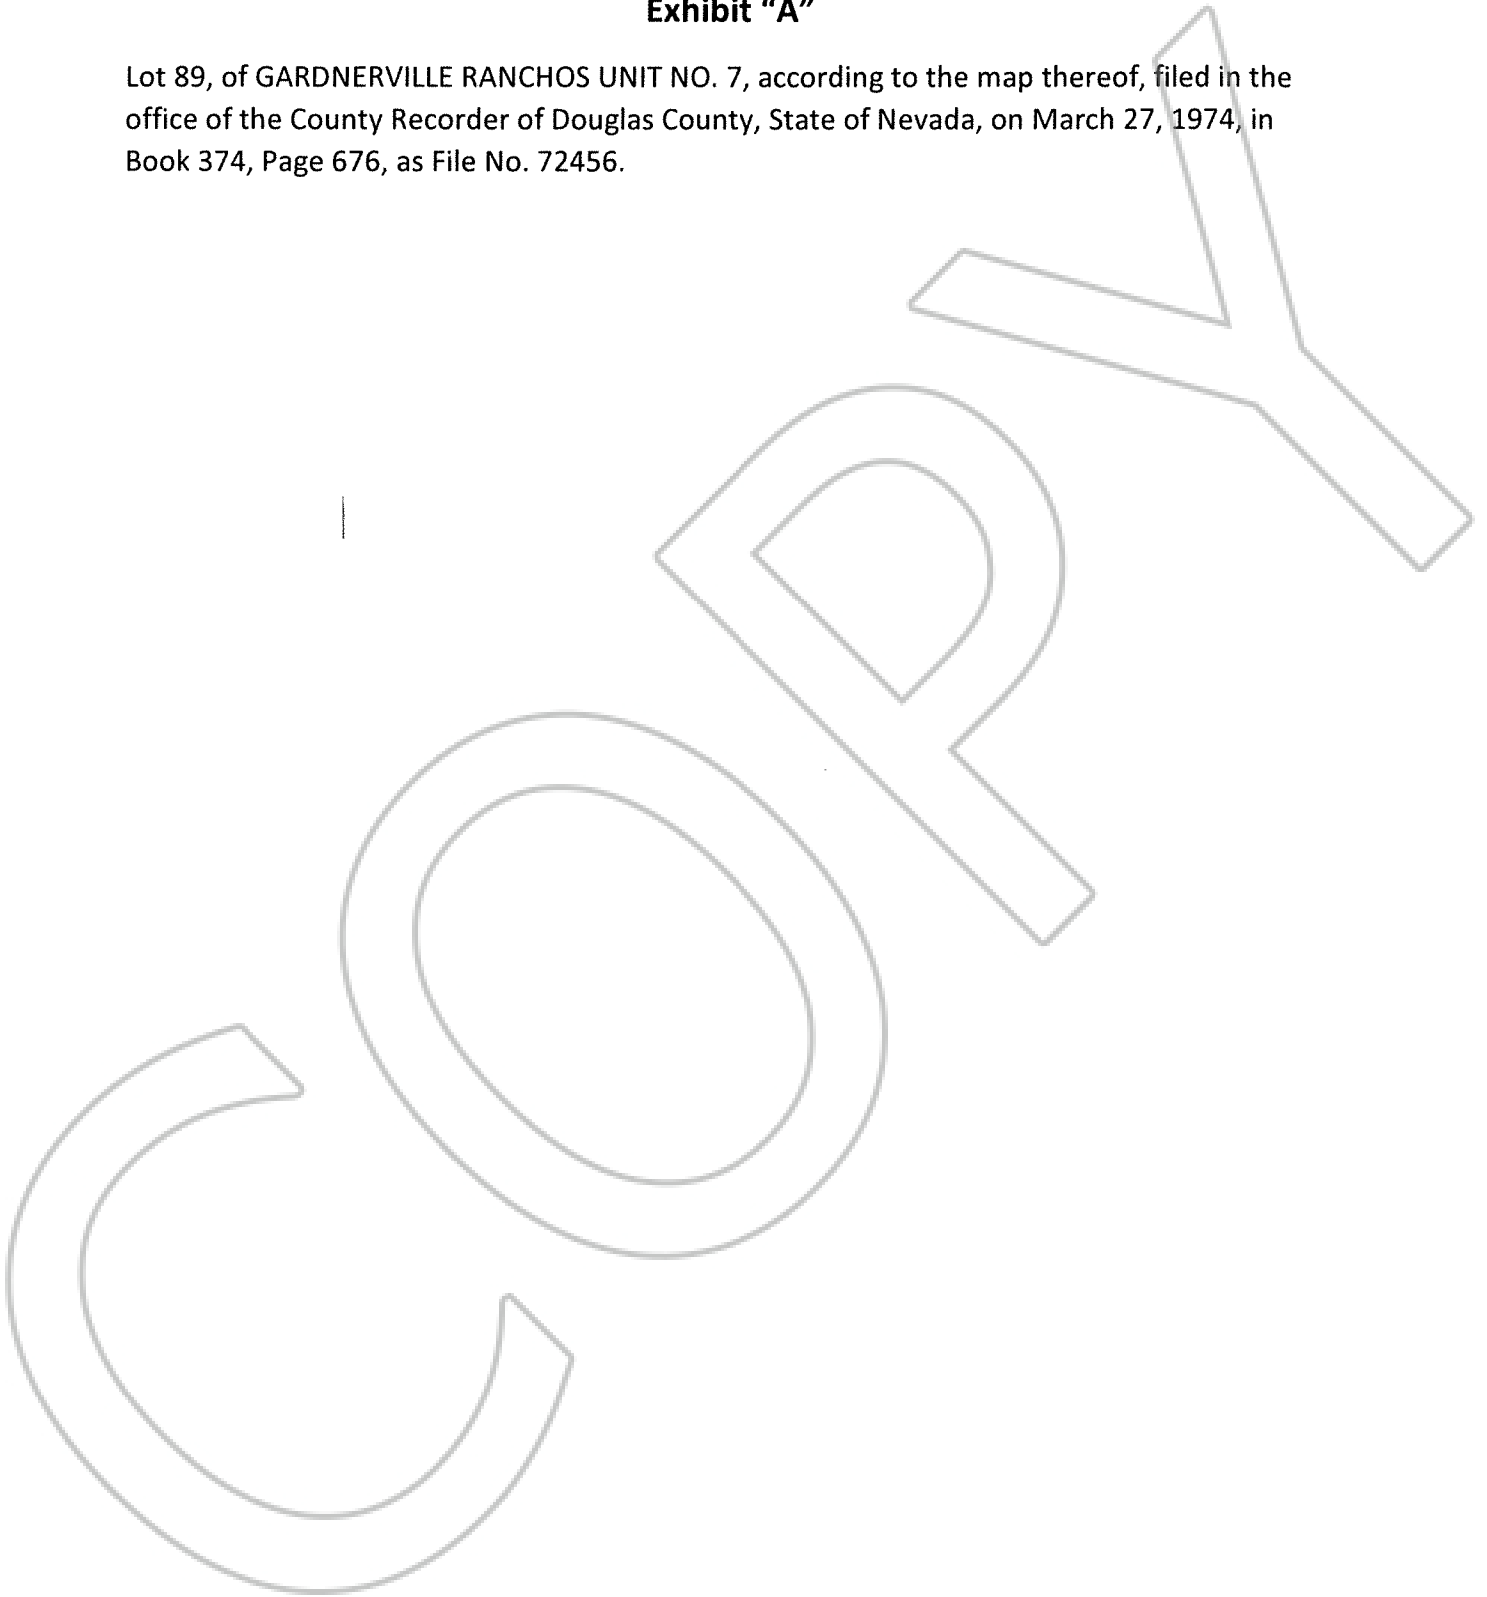 Exhibit “A”
Lot 89, of GARDNERVILLE RANCHOS UNIT NO. 7, according to the map thereof, filed in the
office of the County Recorder of Douglas County, State of Nevada, on March 27, 1974, in
Book 374, Page 676, as File No. 72456.
COPY